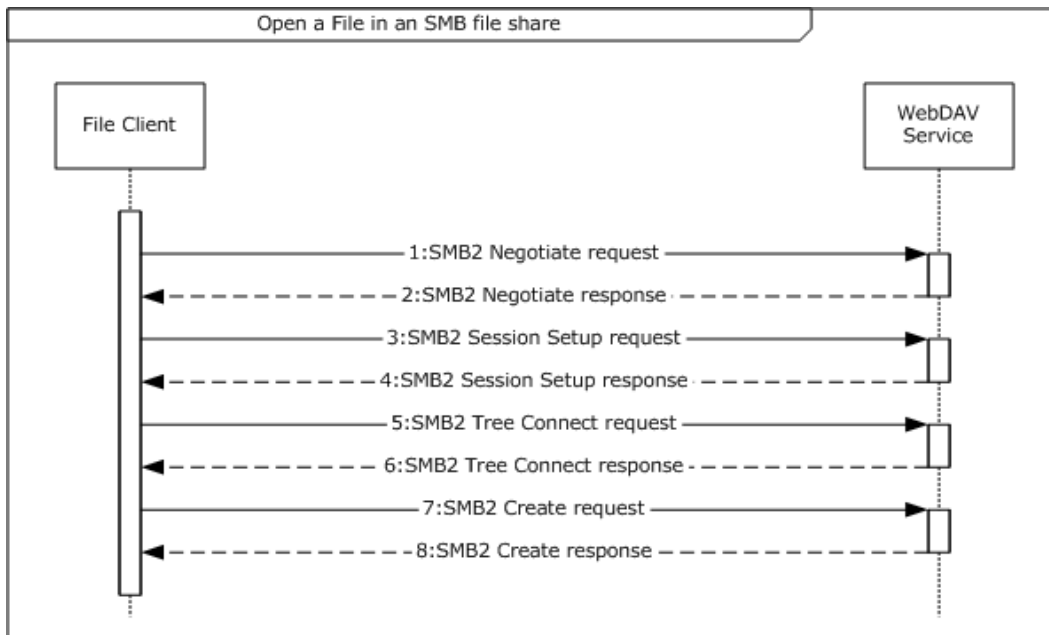 Open a File in an SMB file share
File Client
WebDAV
Service
1:SMB2 Negotiate request
2:SMB2 Negotiate response
3:SMB2 Session Setup request
4:SMB2 Session Setup response
5:SMB2 Tree Connect request
6:SMB2 Tree Connect response
7:SMB2 Create request
8:SMB2 Create response